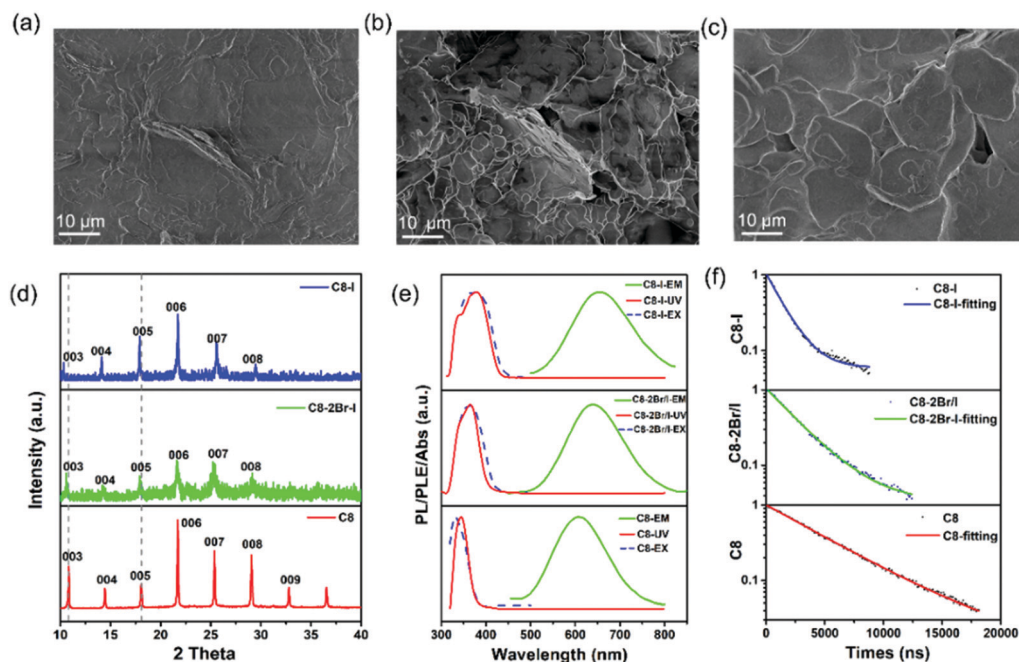 (a)
10 µm
(b)
10 µm
(c)
10 µm
(d)
Intensity (a.u.)
C8-I
003
004
005
006
007
008
C8-2Br-I
003
004
005
006
007
008
C8
003
004
005
006
007
008
009
10 15 20 25 30 35 40
2 Theta
(e)
PL/PLE/Abs (a.u.)
C8-I-EM
C8-I-UV
C8-I-EX
C8-2Br/I-EM
C8-2Br/I-UV
C8-2Br/I-EX
C8-EM
C8-UV
C8-EX
300 400 500 600 700 800
Wavelength (nm)
(f)
C8-I
1
0.1
C8-I
C8-I-fitting
C8-2Br/I
1
0.1
C8-2Br/I
C8-2Br-I-fitting
C8
1
0.1
C8
C8-fitting
0 5000 10000 15000 20000
Times (ns)